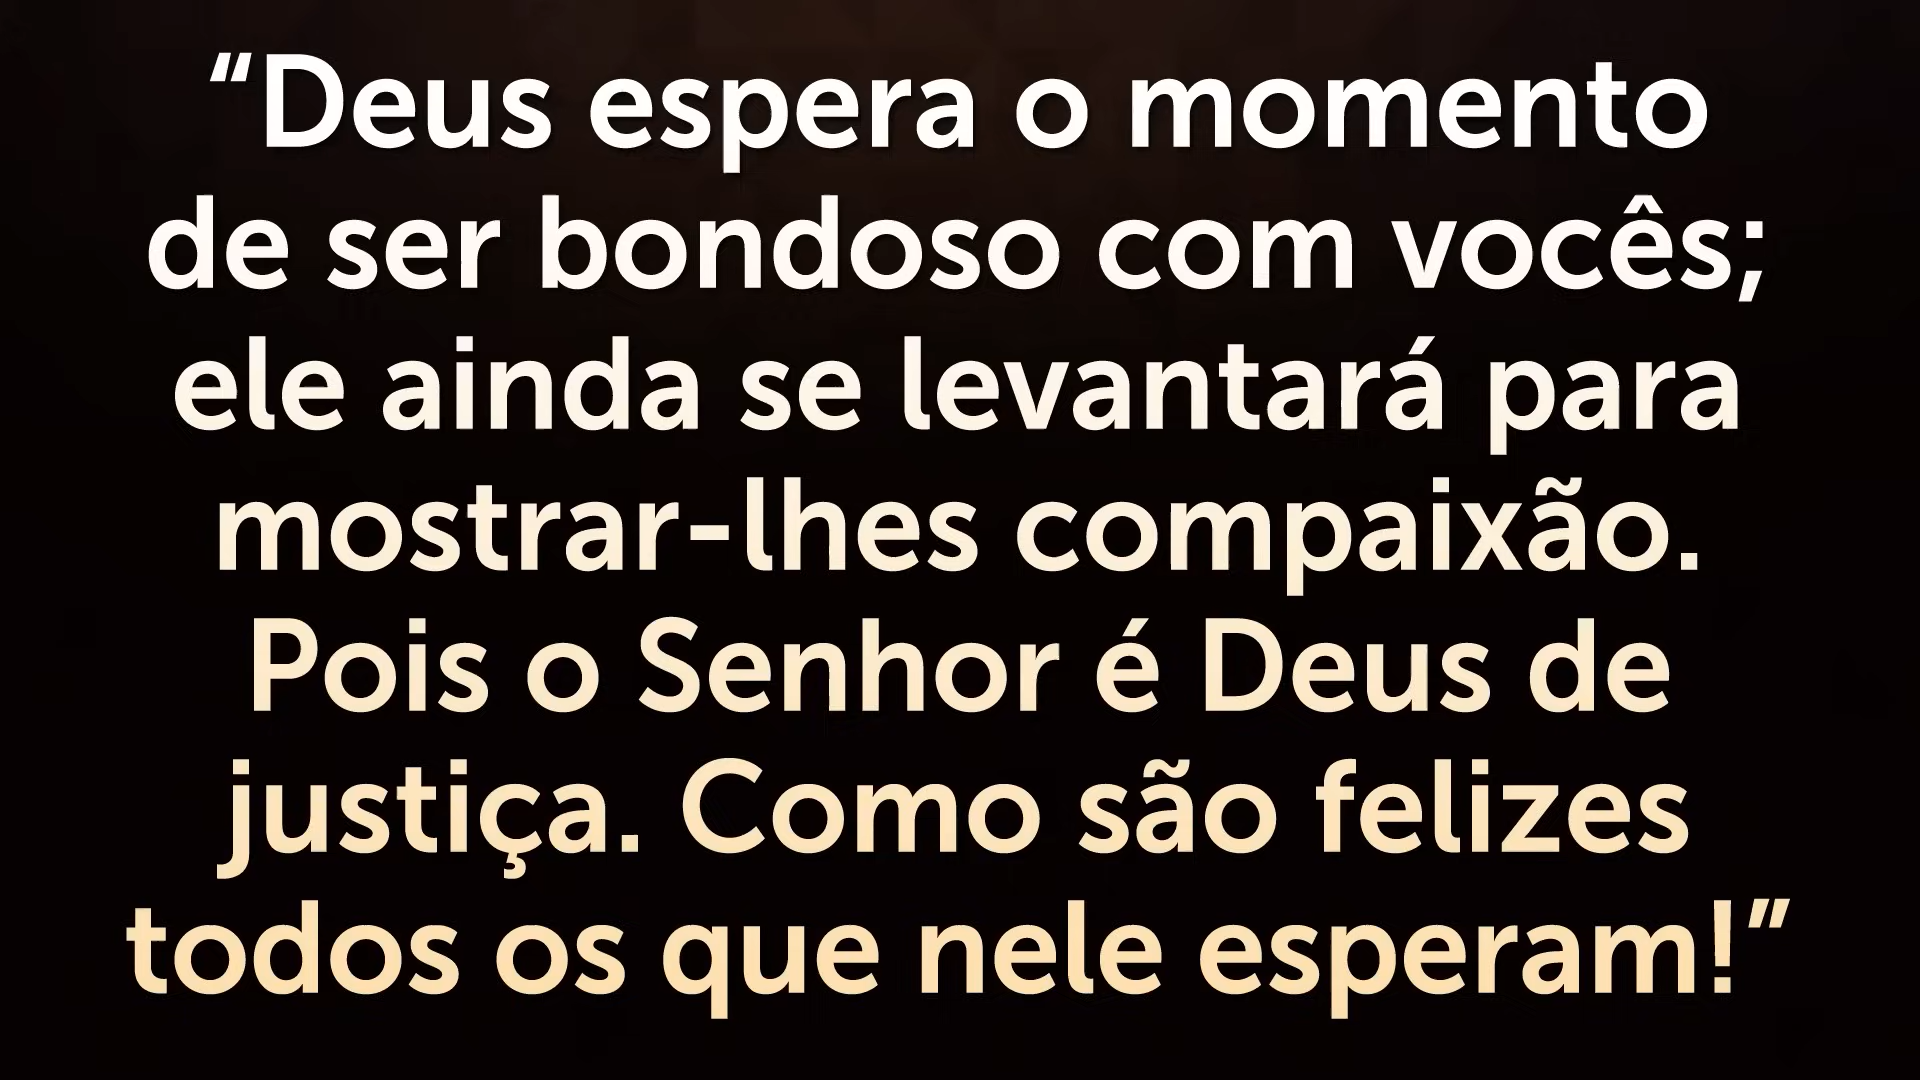 “Deus espera o momento
de ser bondoso com vocês;
ele ainda se levantará para
mostrar-lhes compaixão.
Pois o Senhor é Deus de
justiça. Como são felizes
todos os que nele esperam!”